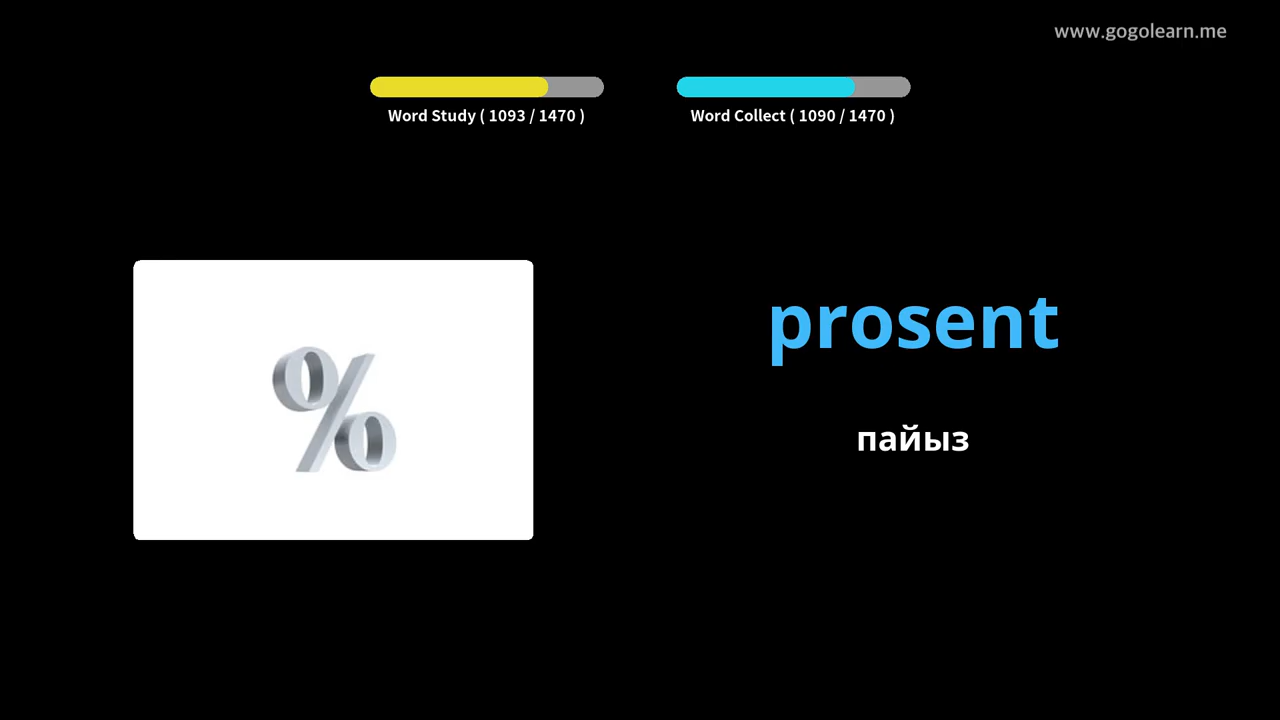 www.gogolearn.me
Word Study ( 1093 / 1470 )
Word Collect ( 1090 / 1470 )
%
prosent
пайыз